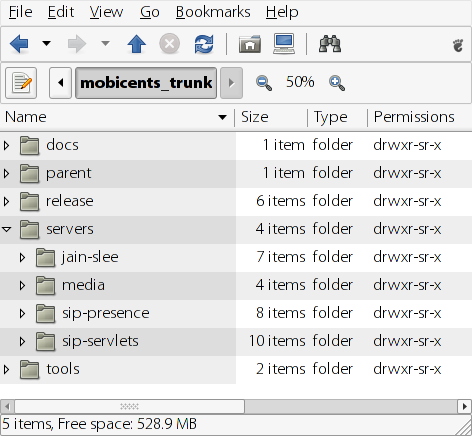 File Edit View Go Bookmarks Help
mobicents_trunk 50%
Name Size Type Permissions
docs 1 item folder drwxr-sr-x
parent 1 item folder drwxr-sr-x
release 6 items folder drwxr-sr-x
servers 4 items folder drwxr-sr-x
jain-slee 7 items folder drwxr-sr-x
media 4 items folder drwxr-sr-x
sip-presence 8 items folder drwxr-sr-x
sip-servlets 10 items folder drwxr-sr-x
tools 2 items folder drwxr-sr-x
5 items, Free space: 528.9 MB